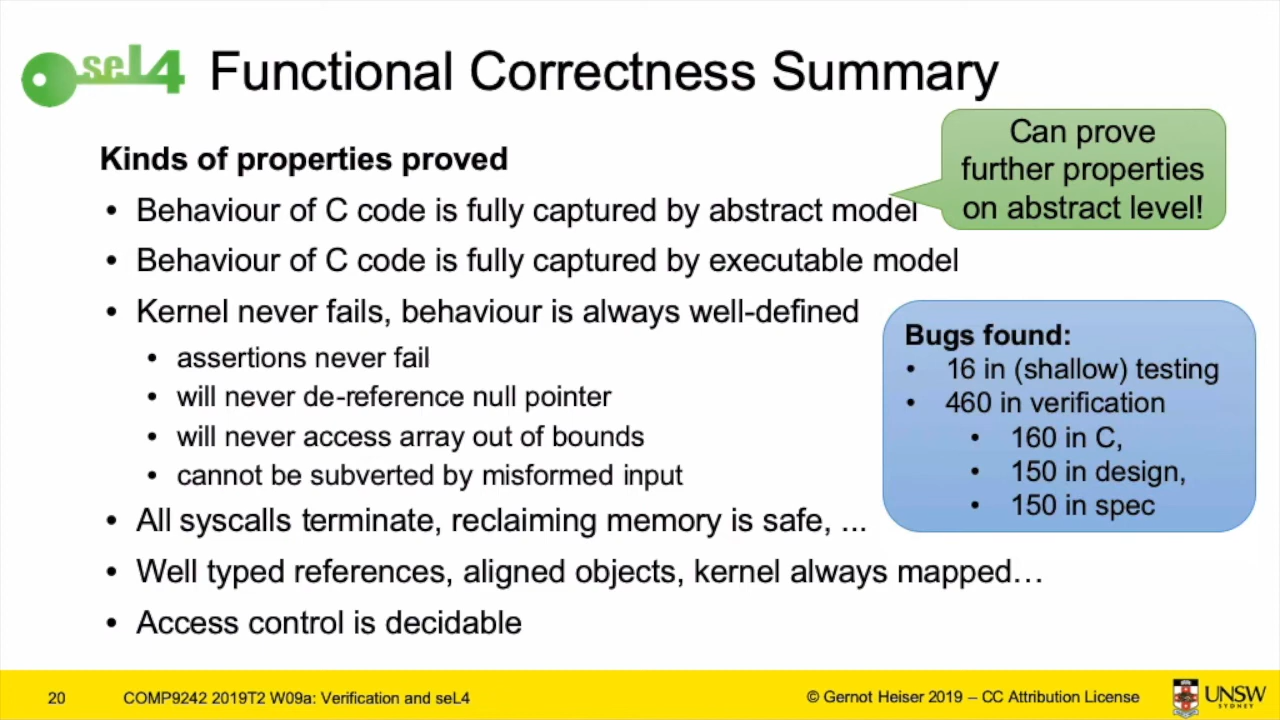 seL4
Functional Correctness Summary
Kinds of properties proved
• Behaviour of C code is fully captured by abstract model
• Behaviour of C code is fully captured by executable model
• Kernel never fails, behaviour is always well-defined
• assertions never fail
• will never de-reference null pointer
• will never access array out of bounds
• cannot be subverted by misformed input
• All syscalls terminate, reclaiming memory is safe, ...
• Well typed references, aligned objects, kernel always mapped…
• Access control is decidable
Can prove
further properties
on abstract level!
Bugs found:
• 16 in (shallow) testing
• 460 in verification
• 160 in C,
• 150 in design,
• 150 in spec
20
COMP9242 2019T2 W09a: Verification and seL4
© Gernot Heiser 2019 – CC Attribution License
UNSW
SYDNEY